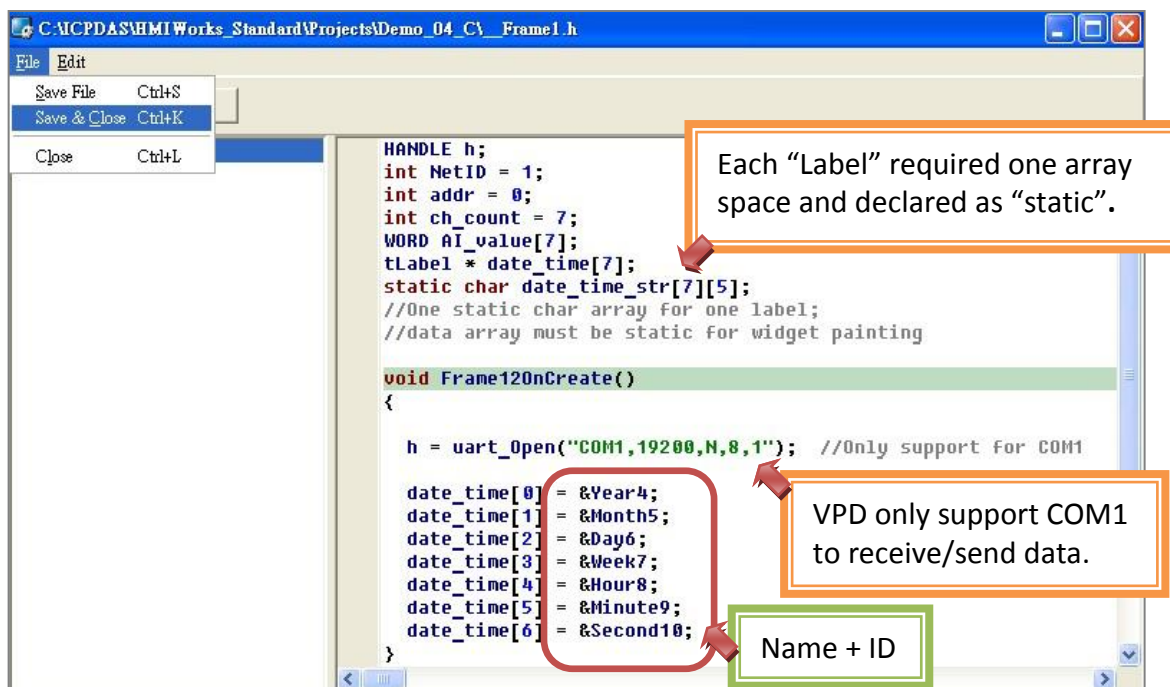 C:\ICPDAS\HMIWorks_Standard\Projects\Demo_04_C\__Frame1.h
File Edit
Save File Ctrl+S
Save & Close Ctrl+K
Close Ctrl+L
HANDLE h;
int NetID = 1;
int addr = 0;
int ch_count = 7;
WORD AI_value[7];
tLabel * date_time[7];
static char date_time_str[7][5];
//One static char array for one label;
//data array must be static for widget painting
Each “Label” required one array
space and declared as “static”.
void Frame12OnCreate()
{
h = uart_Open("COM1,19200,N,8,1"); //Only support for COM1
date_time[0] = &Year4;
date_time[1] = &Month5;
date_time[2] = &Day6;
date_time[3] = &Week7;
date_time[4] = &Hour8;
date_time[5] = &Minute9;
date_time[6] = &Second10;
}
VPD only support COM1
to receive/send data.
Name + ID